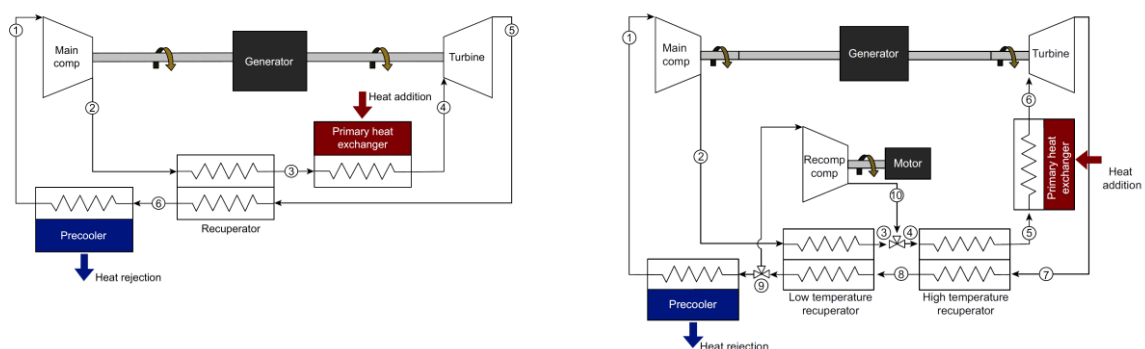 1
Main
comp
Generator
5
Turbine
2
Heat addition
4
Primary heat
exchanger
3
6
Recuperator
Precooler
Heat rejection
1
Main
comp
Generator
Turbine
6
2
Recomp
comp
Motor
Primary heat
exchanger
Heat
addition
10
3
4
5
9
8
7
Precooler
Low temperature
recuperator
High temperature
recuperator
Heat rejection